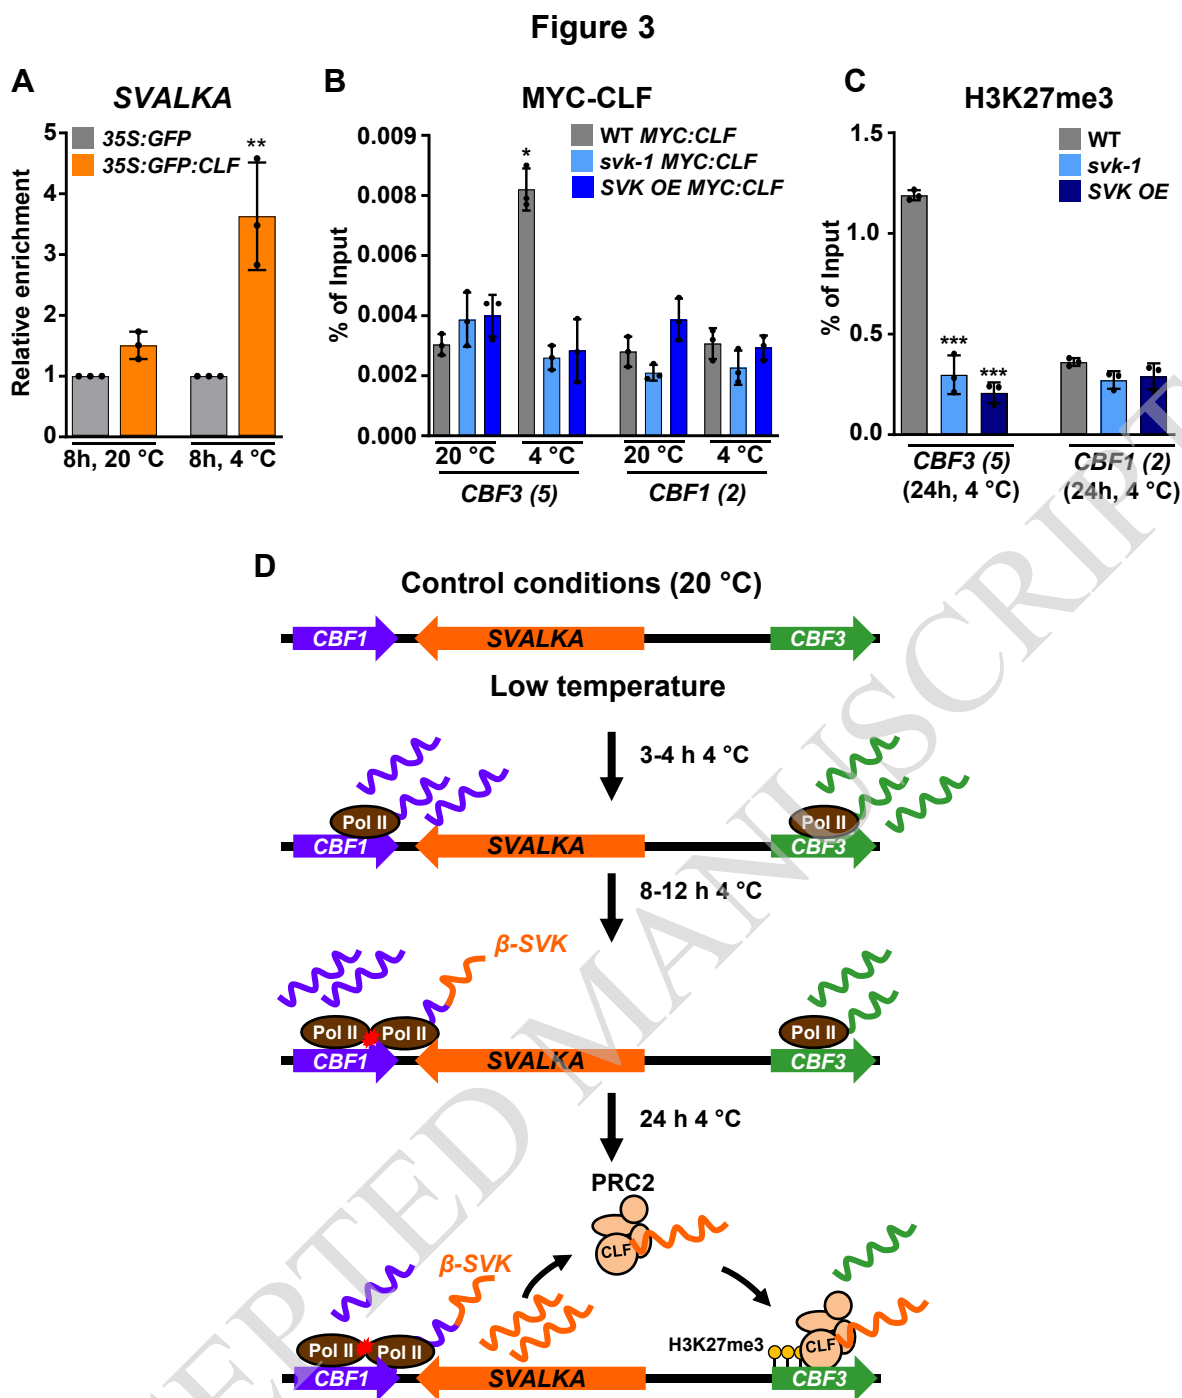 Figure 3
A
SVALKA
35S:GFP
35S:GFP:CLF
Relative enrichment
5
4
3
2
1
0
**
8h, 20 °C
8h, 4 °C
B
MYC-CLF
WT MYC:CLF
svk-1 MYC:CLF
SVK OE MYC:CLF
% of Input
0.009
0.008
0.006
0.004
0.002
0.000
*
20 °C
4 °C
20 °C
4 °C
CBF3 (5)
CBF1 (2)
C
H3K27me3
WT
svk-1
SVK OE
% of Input
1.5
1.0
0.5
0.0
***
***
CBF3 (5)
(24h, 4 °C)
CBF1 (2)
(24h, 4 °C)
D
Control conditions (20 °C)
CBF1
SVALKA
CBF3
Low temperature
3-4 h 4 °C
Pol II
Pol II
CBF1
SVALKA
CBF3
8-12 h 4 °C
β-SVK
Pol II
Pol II
Pol II
CBF1
SVALKA
CBF3
24 h 4 °C
PRC2
CLF
β-SVK
Pol II
Pol II
H3K27me3
CLF
CBF1
SVALKA
CBF3
EPTED MANUSCRIPT